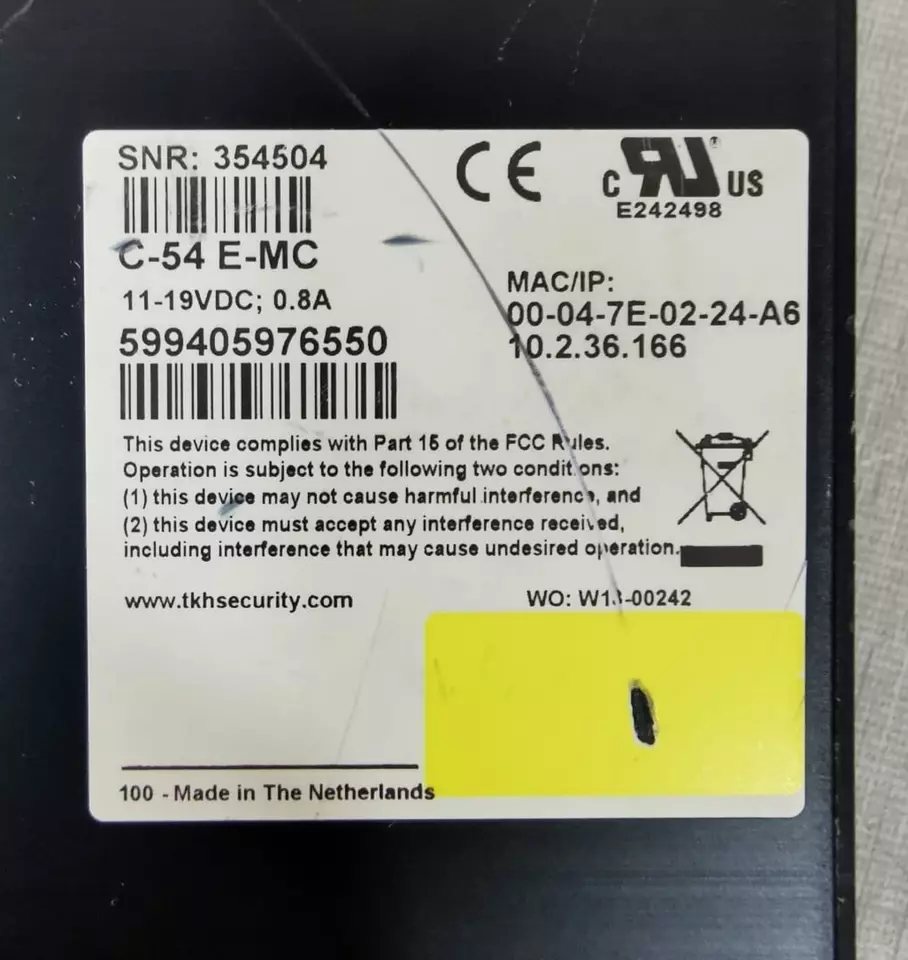 SNR: 354504
CE
C RU ® US
E242498
C-54 E-MC
11-19VDC; 0.8A
599405976550
MAC/IP:
00-04-7E-02-24-A6
10.2.36.166
This device complies with Part 15 of the FCC Rules.
Operation is subject to the following two conditions:
(1) this device may not cause harmful interference, and
(2) this device must accept any interference received,
including interference that may cause undesired operation.
www.tkhsecurity.com
WO:
100 - Made in The Netherlands